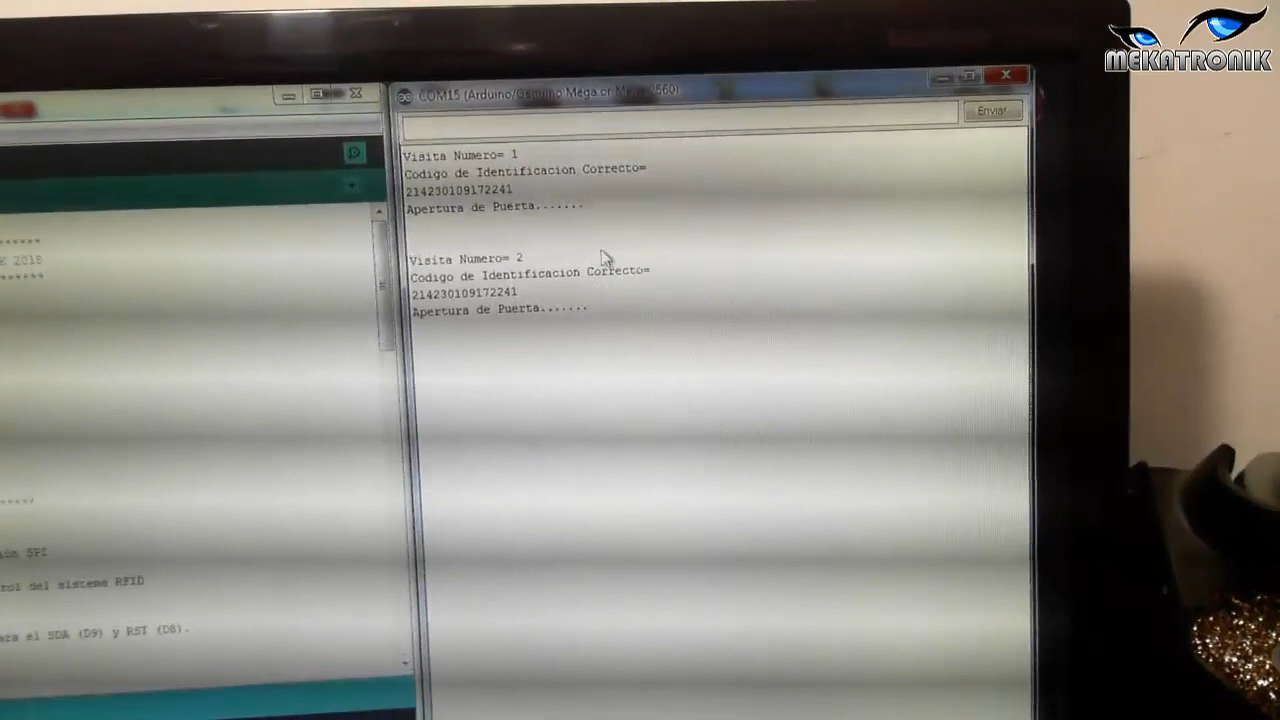 MEKATRONIK
COM15 (Arduino/Genuino Mega or Mega 2560)
Enviar
Visita Numero= 1
Codigo de Identificacion Correcto=
214230109172241
Apertura de Puerta.......
Visita Numero= 2
Codigo de Identificacion Correcto=
214230109172241
Apertura de Puerta.......
******
K 2018
******
*****/
ión SPI
rol del sisteme RFID
ara el SDA (D9) y RST (D8).